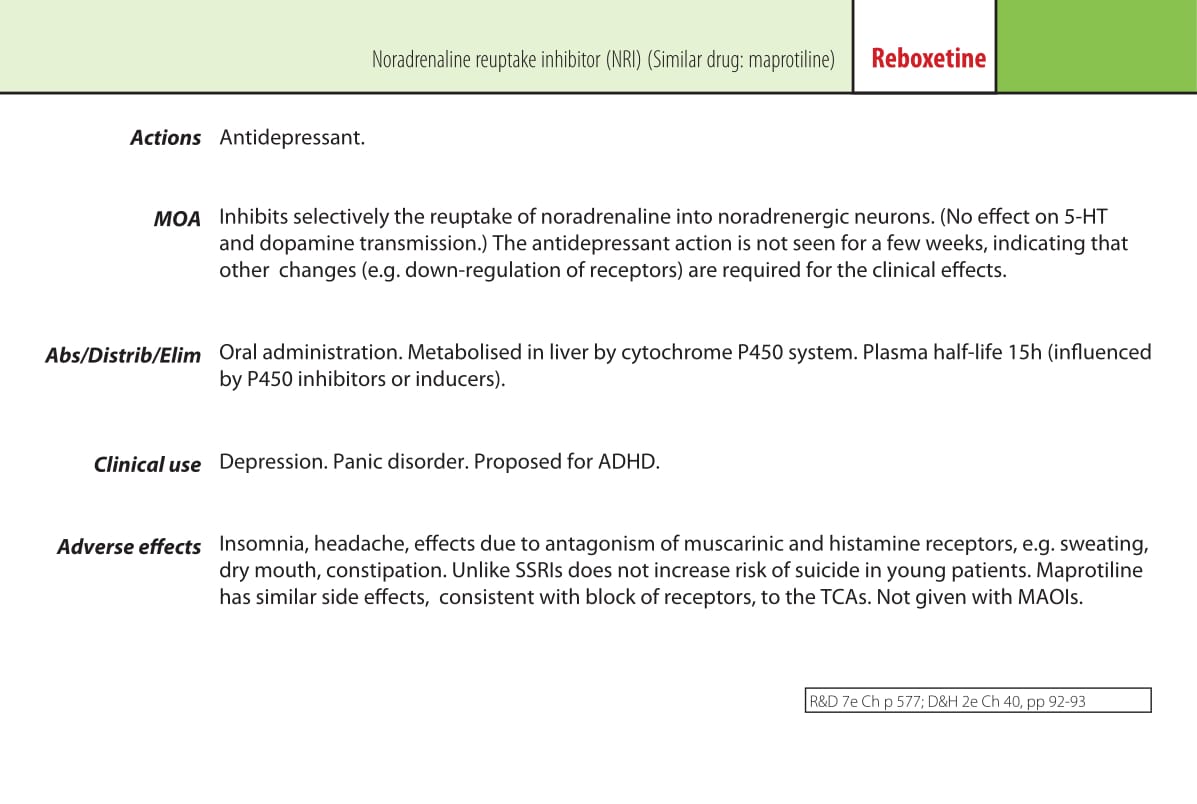 Noradrenaline reuptake inhibitor (NRI) (Similar drug: maprotiline) Reboxetine
Actions Antidepressant.
MOA Inhibits selectively the reuptake of noradrenaline into noradrenergic neurons. (No effect on 5-HT
and dopamine transmission.) The antidepressant action is not seen for a few weeks, indicating that
other changes (e.g. down-regulation of receptors) are required for the clinical effects.
Abs/Distrib/Elim Oral administration. Metabolised in liver by cytochrome P450 system. Plasma half-life 15h (influenced
by P450 inhibitors or inducers).
Clinical use Depression. Panic disorder. Proposed for ADHD.
Adverse effects Insomnia, headache, effects due to antagonism of muscarinic and histamine receptors, e.g. sweating,
dry mouth, constipation. Unlike SSRIs does not increase risk of suicide in young patients. Maprotiline
has similar side effects, consistent with block of receptors, to the TCAs. Not given with MAOIs.
R&D 7e Ch p 577; D&H 2e Ch 40, pp 92-93